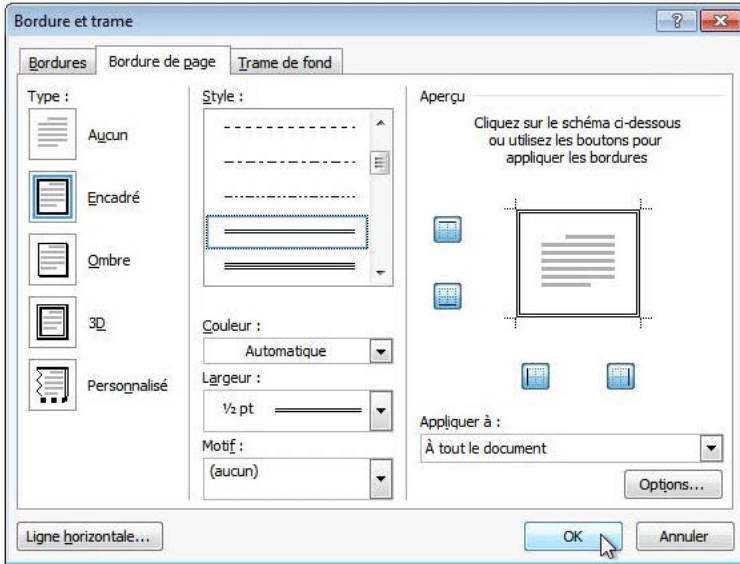 Bordure et trame
Bordures
Bordure de page
Trame de fond
Type :
Aucun
Encadré
Ombre
3D
Personnalisé
Style :
Couleur :
Automatique
Largeur :
½ pt
Motif :
(aucun)
Aperçu
Cliquez sur le schéma ci-dessous
ou utilisez les boutons pour
appliquer les bordures
Appliquer à :
À tout le document
Options...
Ligne horizontale...
OK
Annuler